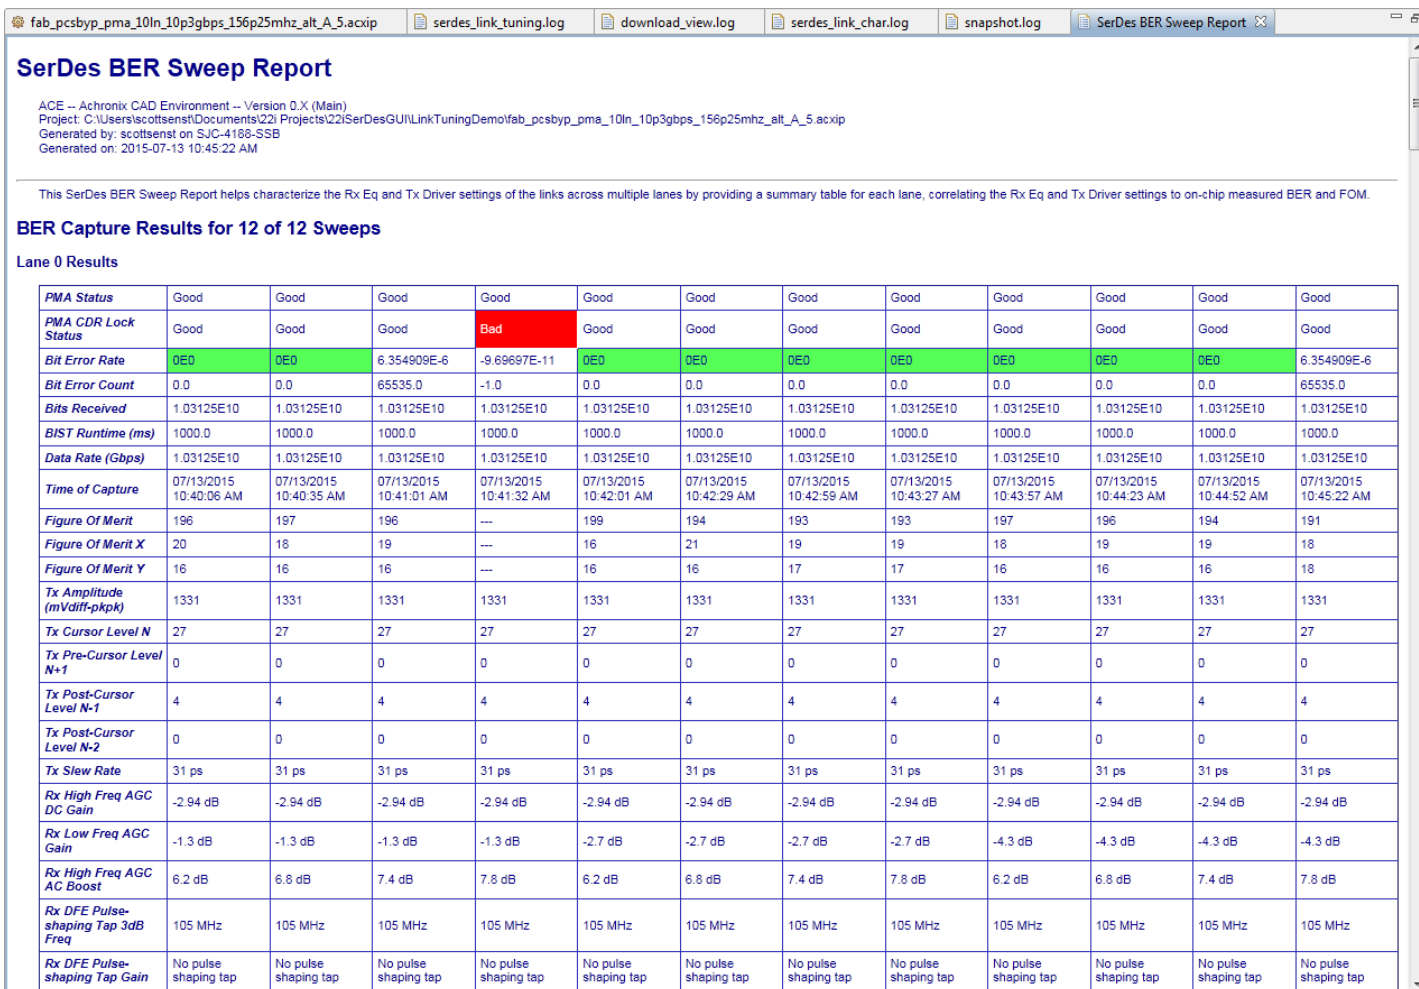 fab_pcsbyp_pma_10ln_10p3gbps_156p25mhz_alt_A_5.acxip serdes_link_tuning.log download_view.log serdes_link_char.log snapshot.log SerDes BER Sweep Report
SerDes BER Sweep Report
ACE -- Achronix CAD Environment -- Version 0.X (Main)
Project: C:\Users\scottsenst\Documents\22i Projects\22iSerDesGUI\LinkTuningDemo\fab_pcsbyp_pma_10ln_10p3gbps_156p25mhz_alt_A_5.acxip
Generated by: scottsenst on SJC-4188-SSB
Generated on: 2015-07-13 10:45:22 AM
This SerDes BER Sweep Report helps characterize the Rx Eq and Tx Driver settings of the links across multiple lanes by providing a summary table for each lane, correlating the Rx Eq and Tx Driver settings to on-chip measured BER and FOM.
BER Capture Results for 12 of 12 Sweeps
Lane 0 Results
PMA Status Good Good Good Good Good Good Good Good Good Good Good Good
PMA CDR Lock
Status Good Good Good Bad Good Good Good Good Good Good Good Good
Bit Error Rate 0E0 0E0 6.354909E-6 -9.69697E-11 0E0 0E0 0E0 0E0 0E0 0E0 0E0 6.354909E-6
Bit Error Count 0.0 0.0 65535.0 -1.0 0.0 0.0 0.0 0.0 0.0 0.0 0.0 65535.0
Bits Received 1.03125E10 1.03125E10 1.03125E10 1.03125E10 1.03125E10 1.03125E10 1.03125E10 1.03125E10 1.03125E10 1.03125E10 1.03125E10 1.03125E10
BIST Runtime (ms) 1000.0 1000.0 1000.0 1000.0 1000.0 1000.0 1000.0 1000.0 1000.0 1000.0 1000.0 1000.0
Data Rate (Gbps) 1.03125E10 1.03125E10 1.03125E10 1.03125E10 1.03125E10 1.03125E10 1.03125E10 1.03125E10 1.03125E10 1.03125E10 1.03125E10 1.03125E10
Time of Capture 07/13/2015 07/13/2015 07/13/2015 07/13/2015 07/13/2015 07/13/2015 07/13/2015 07/13/2015 07/13/2015 07/13/2015 07/13/2015 07/13/2015
10:40:06 AM 10:40:35 AM 10:41:01 AM 10:41:32 AM 10:42:01 AM 10:42:29 AM 10:42:59 AM 10:43:27 AM 10:43:57 AM 10:44:23 AM 10:44:52 AM 10:45:22 AM
Figure Of Merit 196 197 196 --- 199 194 193 193 197 196 194 191
Figure Of Merit X 20 18 19 --- 16 21 19 19 18 19 19 18
Figure Of Merit Y 16 16 16 --- 16 16 17 17 16 16 16 18
Tx Amplitude
(mVdiff-pkpk) 1331 1331 1331 1331 1331 1331 1331 1331 1331 1331 1331 1331
Tx Cursor Level N 27 27 27 27 27 27 27 27 27 27 27 27
Tx Pre-Cursor Level
N+1 0 0 0 0 0 0 0 0 0 0 0 0
Tx Post-Cursor
Level N-1 4 4 4 4 4 4 4 4 4 4 4 4
Tx Post-Cursor
Level N-2 0 0 0 0 0 0 0 0 0 0 0 0
Tx Slew Rate 31 ps 31 ps 31 ps 31 ps 31 ps 31 ps 31 ps 31 ps 31 ps 31 ps 31 ps 31 ps
Rx High Freq AGC
DC Gain -2.94 dB -2.94 dB -2.94 dB -2.94 dB -2.94 dB -2.94 dB -2.94 dB -2.94 dB -2.94 dB -2.94 dB -2.94 dB -2.94 dB
Rx Low Freq AGC
Gain -1.3 dB -1.3 dB -1.3 dB -1.3 dB -2.7 dB -2.7 dB -2.7 dB -2.7 dB -4.3 dB -4.3 dB -4.3 dB -4.3 dB
Rx High Freq AGC
AC Boost 6.2 dB 6.8 dB 7.4 dB 7.8 dB 6.2 dB 6.8 dB 7.4 dB 7.8 dB 6.2 dB 6.8 dB 7.4 dB 7.8 dB
Rx DFE Pulse-
shaping Tap 3dB
Freq 105 MHz 105 MHz 105 MHz 105 MHz 105 MHz 105 MHz 105 MHz 105 MHz 105 MHz 105 MHz 105 MHz 105 MHz
Rx DFE Pulse- No pulse No pulse No pulse No pulse No pulse No pulse No pulse No pulse No pulse No pulse No pulse No pulse
shaping Tap Gain shaping tap shaping tap shaping tap shaping tap shaping tap shaping tap shaping tap shaping tap shaping tap shaping tap shaping tap shaping tap